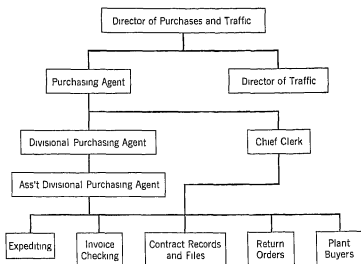 Director of Purchases and Traffic
Purchasing Agent
Director of Traffic
Divisional Purchasing Agent
Chief Clerk
Ass't Divisional Purchasing Agent
Expediting
Invoice
Checking
Contract Records
and Files
Return
Orders
Plant
Buyers